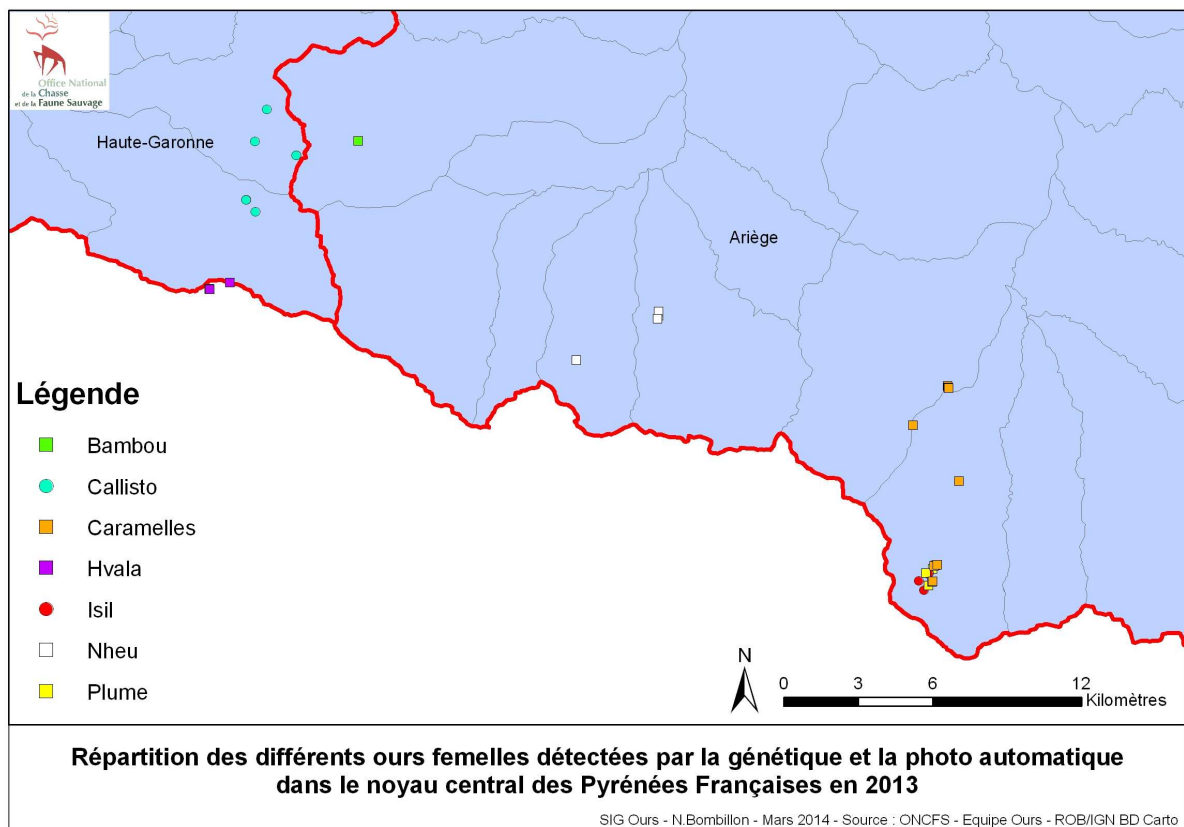 Office National
de la Chasse
et de la Faune Sauvage
Haute-Garonne
Ariège
Légende
Bambou
Callisto
Caramelles
Hvala
Isil
Nheu
Plume
N
0 3 6 12
Kilomètres
Répartition des différents ours femelles détectées par la génétique et la photo automatique
dans le noyau central des Pyrénées Françaises en 2013
SIG Ours - N.Bombillon - Mars 2014 - Source : ONCFS - Equipe Ours - ROB/IGN BD Carto